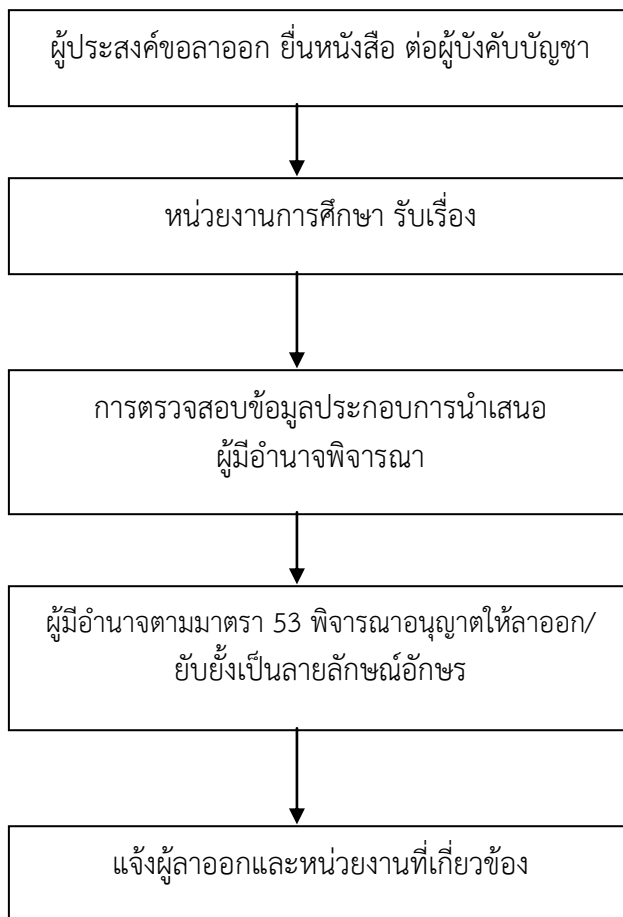 ผู้ประสงค์ขอลาออก ยื่นหนังสือ ต่อผู้บังคับบัญชา
หน่วยงานการศึกษา รับเรื่อง
การตรวจสอบข้อมูลประกอบการนำเสนอ
ผู้มีอำนาจพิจารณา
ผู้มีอำนาจตามมาตรา 53 พิจารณาอนุญาตให้ลาออก/
ยับยั้งเป็นลายลักษณ์อักษร
แจ้งผู้ลาออกและหน่วยงานที่เกี่ยวข้อง